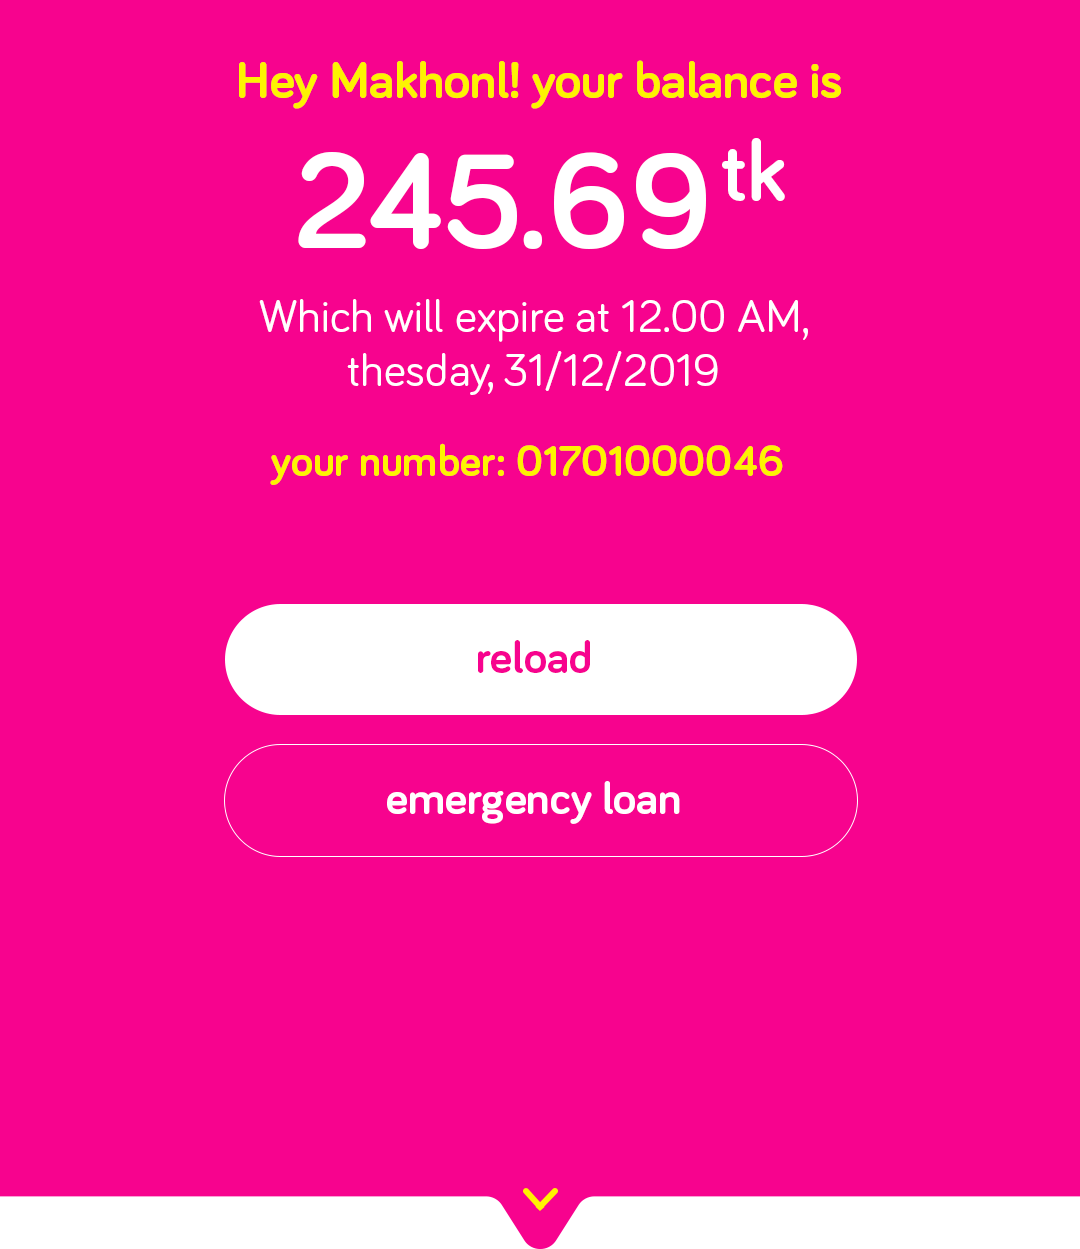 Hey Makhonl! your balance is
245.69 tk
Which will expire at 12.00 AM,
thesday, 31/12/2019
your number: 01701000046
reload
emergency loan